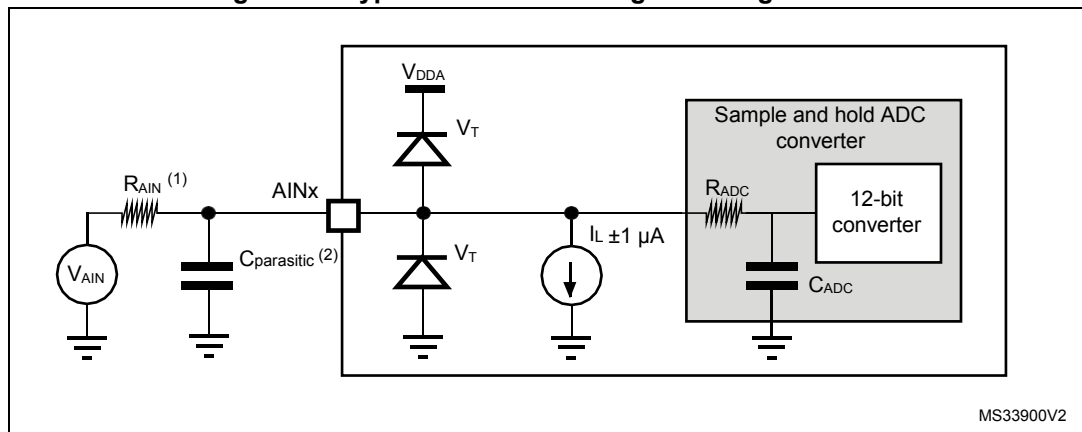 VDDA
VT
Sample and hold ADC
converter
RAIN (1)
AINx
RADC
12-bit
converter
IL ±1 µA
VAIN
Cparasitic (2)
VT
CADC
MS33900V2